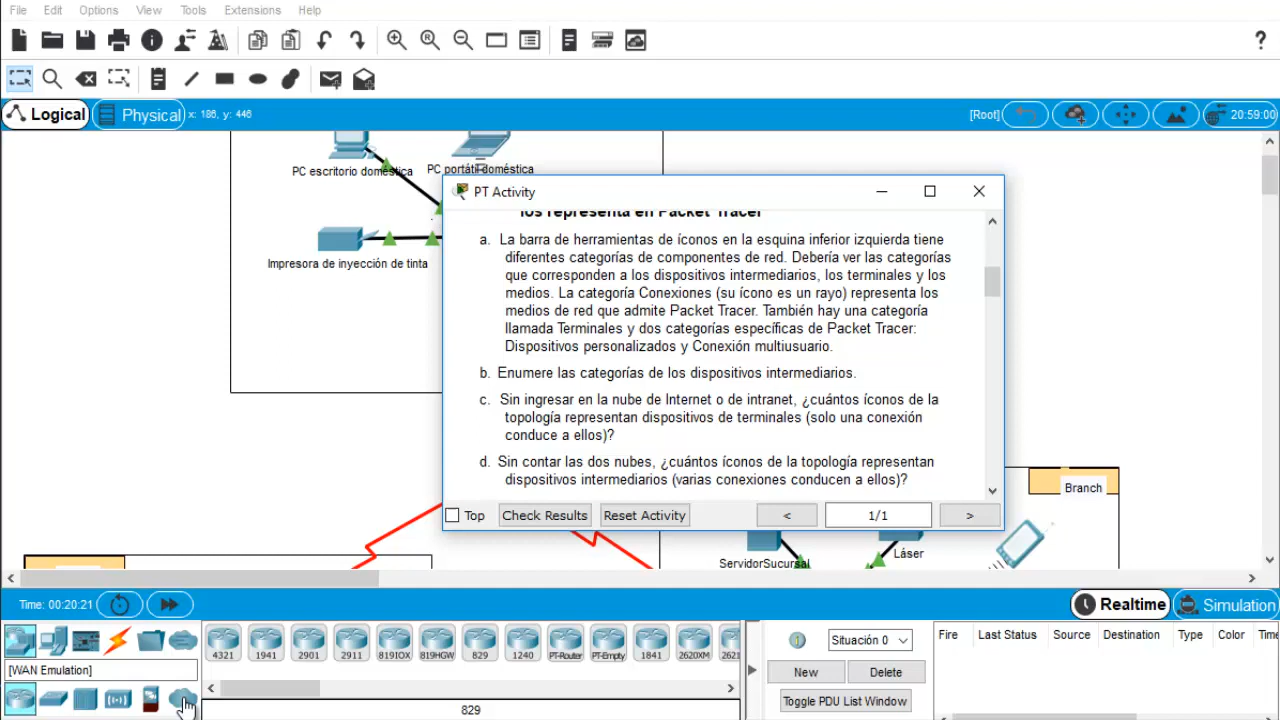 File Edit Options View Tools Extensions Help
?
Logical Physical x: 186, y: 446 [Root] 20:59:00
PC escritorio doméstica PC portátil doméstica
Impresora de inyección de tinta
PT Activity
los representa en Packet Tracer
a. La barra de herramientas de íconos en la esquina inferior izquierda tiene
diferentes categorías de componentes de red. Debería ver las categorías
que corresponden a los dispositivos intermediarios, los terminales y los
medios. La categoría Conexiones (su ícono es un rayo) representa los
medios de red que admite Packet Tracer. También hay una categoría
llamada Terminales y dos categorías específicas de Packet Tracer:
Dispositivos personalizados y Conexión multiusuario.
b. Enumere las categorías de los dispositivos intermediarios.
c. Sin ingresar en la nube de Internet o de intranet, ¿cuántos íconos de la
topología representan dispositivos de terminales (solo una conexión
conduce a ellos)?
d. Sin contar las dos nubes, ¿cuántos íconos de la topología representan
dispositivos intermediarios (varias conexiones conducen a ellos)?
Top Check Results Reset Activity < 1/1 >
Branch
ServidorSucursal Láser
Time: 00:20:21 Realtime Simulation
4321 1941 2901 2911 819IOX 819HGW 829 1240 PT-Router PT-Empty 1841 2620XM 2621
[WAN Emulation]
829
Situación 0
New Delete
Toggle PDU List Window
Fire Last Status Source Destination Type Color Time